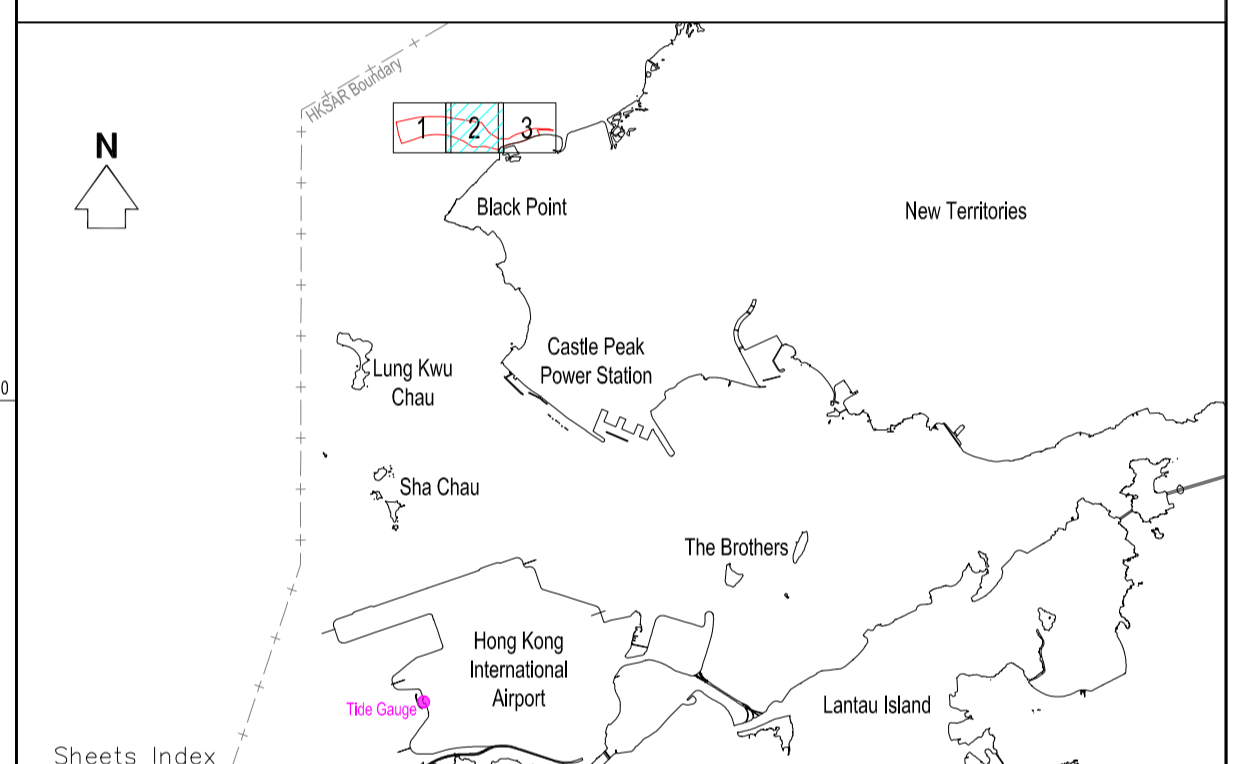 HKSAR Boundary
N
1 2 3
Black Point
New Territories
Castle Peak
Power Station
Lung Kwu
Chau
0
Sha Chau
The Brothers
Hong Kong
International
Airport
Tide Gauge
Lantau Island
Sheets Index